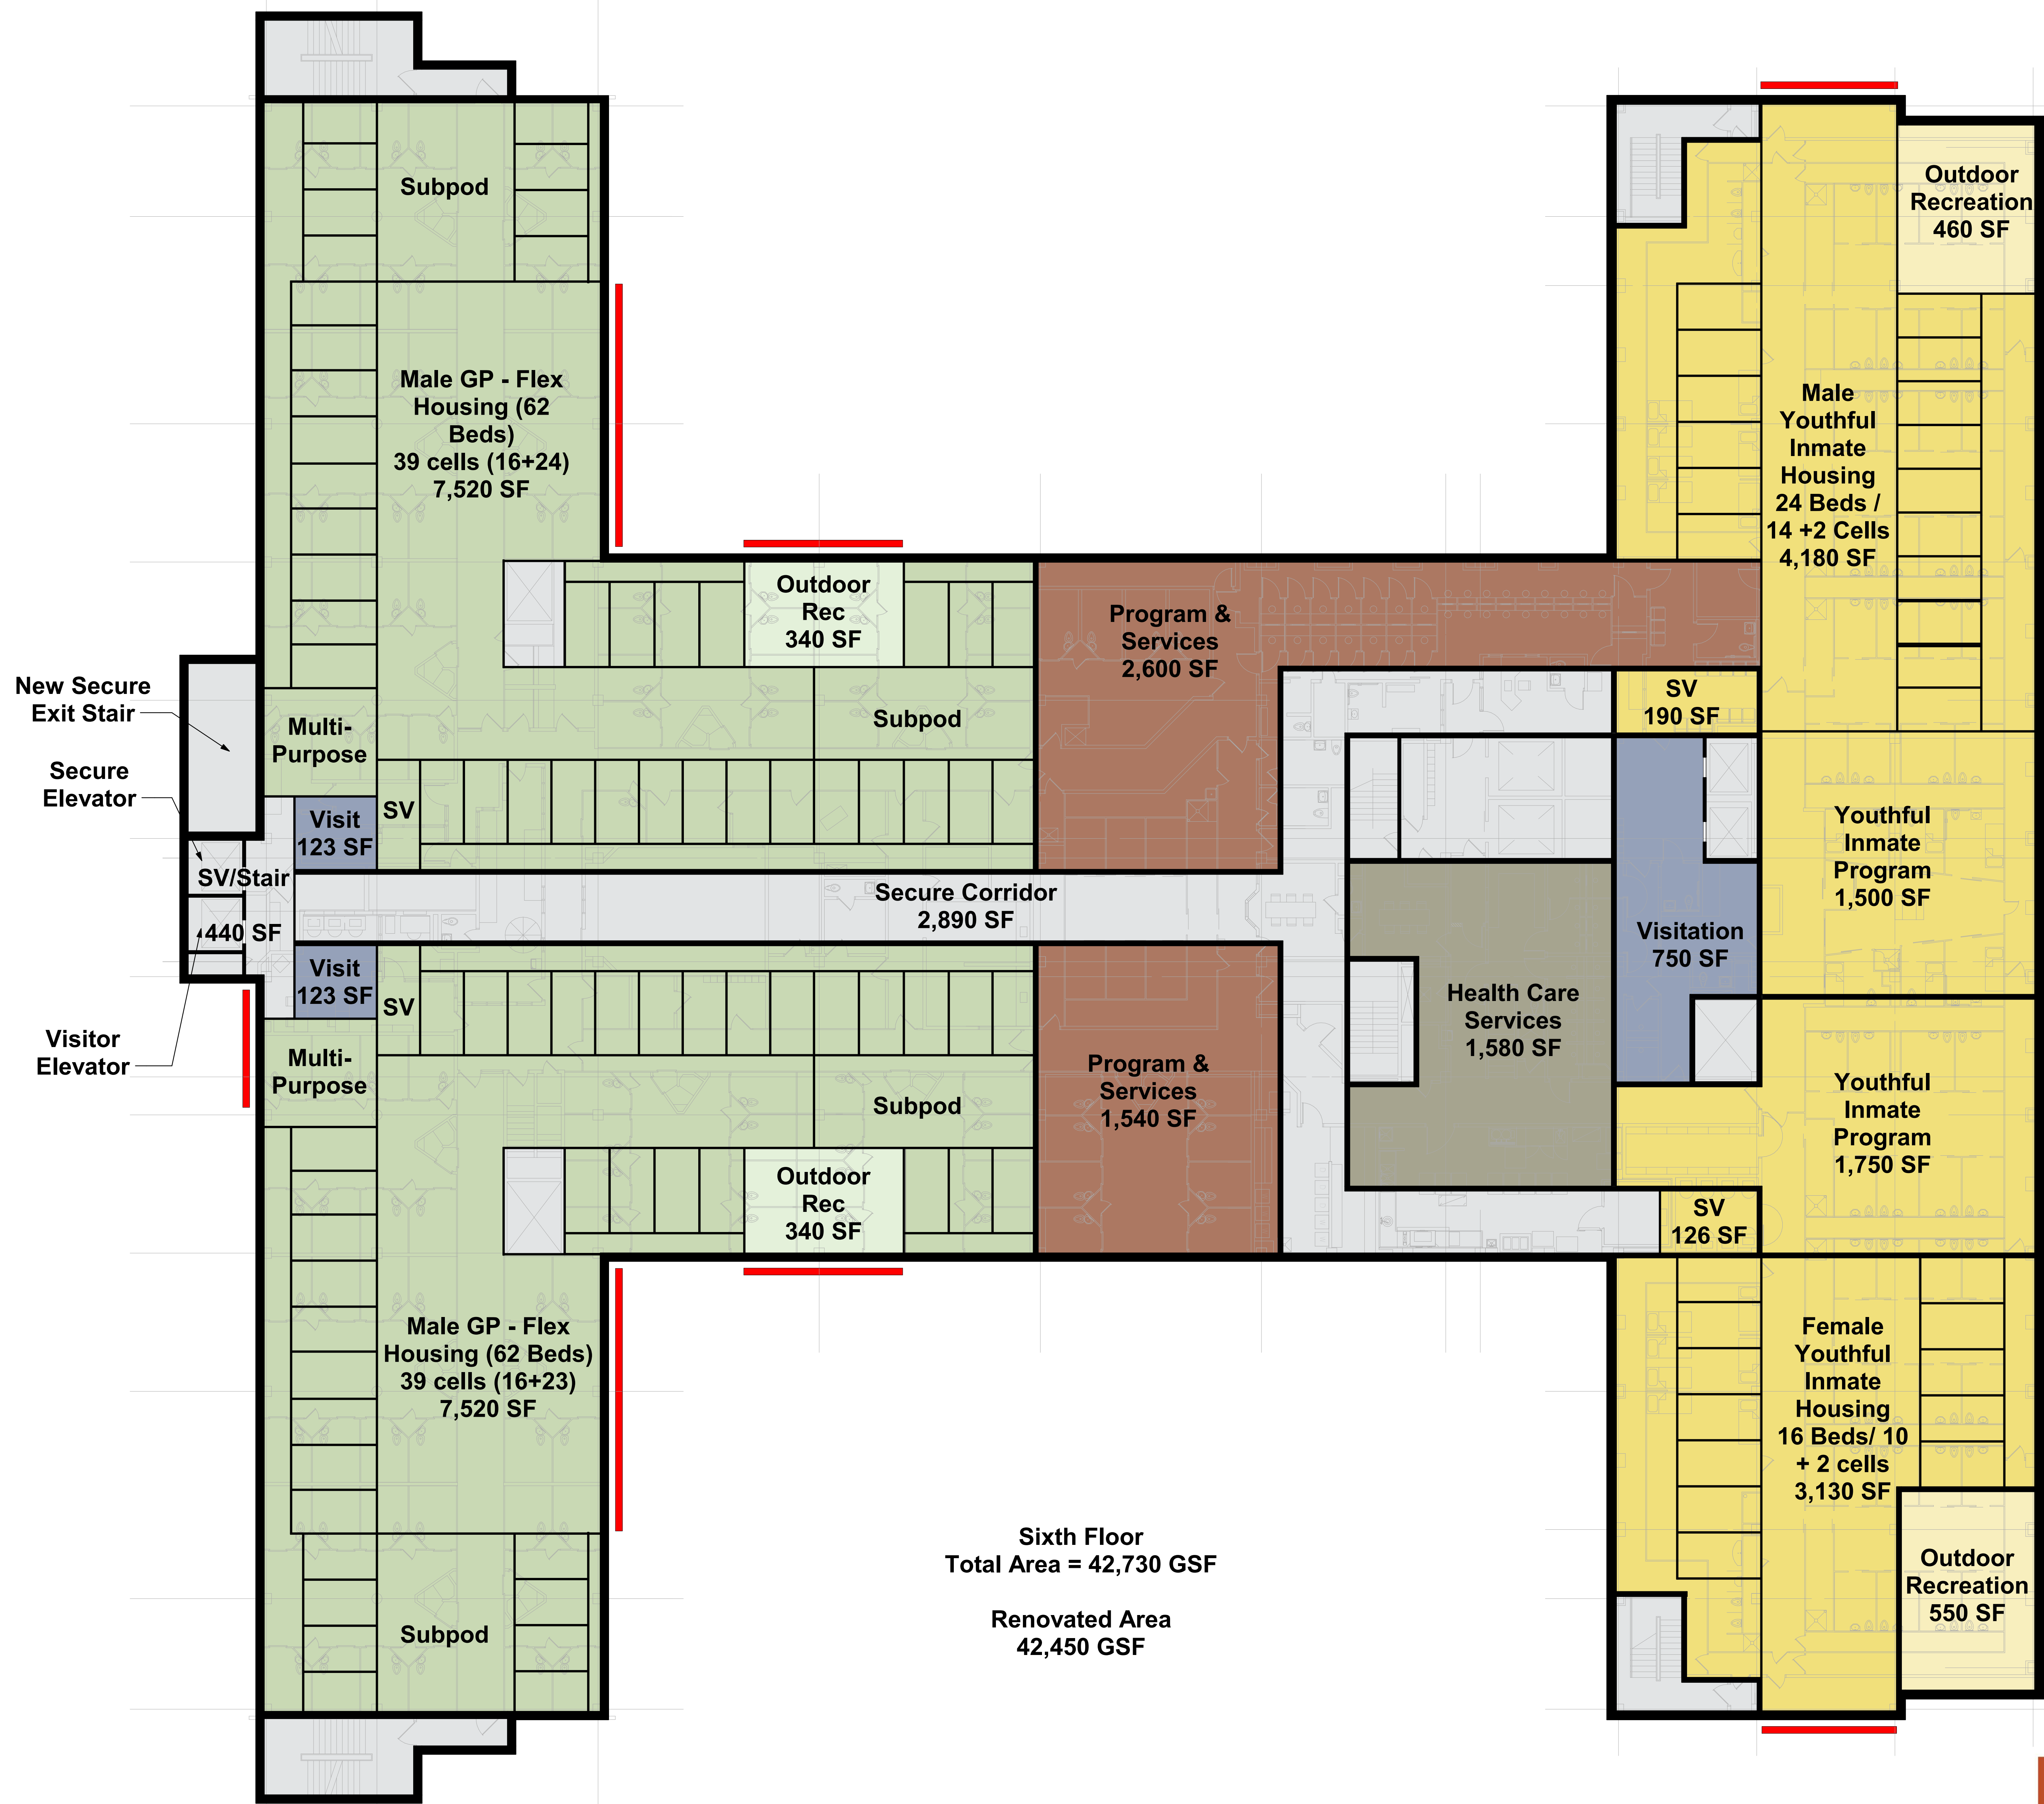 Subpod
Outdoor
Recreation
460 SF
Male GP - Flex
Housing (62
Beds)
39 cells (16+24)
7,520 SF
Male
Youthful
Inmate
Housing
24 Beds /
14 +2 Cells
4,180 SF
Outdoor
Rec
340 SF
Program &
Services
2,600 SF
New Secure
Exit Stair
Multi-
Purpose
Subpod
SV
190 SF
Secure
Elevator
Visit
123 SF
SV
Youthful
Inmate
Program
1,500 SF
SV/Stair
440 SF
Secure Corridor
2,890 SF
Visitation
750 SF
Visit
123 SF
SV
Health Care
Services
1,580 SF
Visitor
Elevator
Multi-
Purpose
Subpod
Program &
Services
1,540 SF
Youthful
Inmate
Program
1,750 SF
Outdoor
Rec
340 SF
SV
126 SF
Male GP - Flex
Housing (62 Beds)
39 cells (16+23)
7,520 SF
Female
Youthful
Inmate
Housing
16 Beds/ 10
+ 2 cells
3,130 SF
Sixth Floor
Total Area = 42,730 GSF
Renovated Area
42,450 GSF
Outdoor
Recreation
550 SF
Subpod